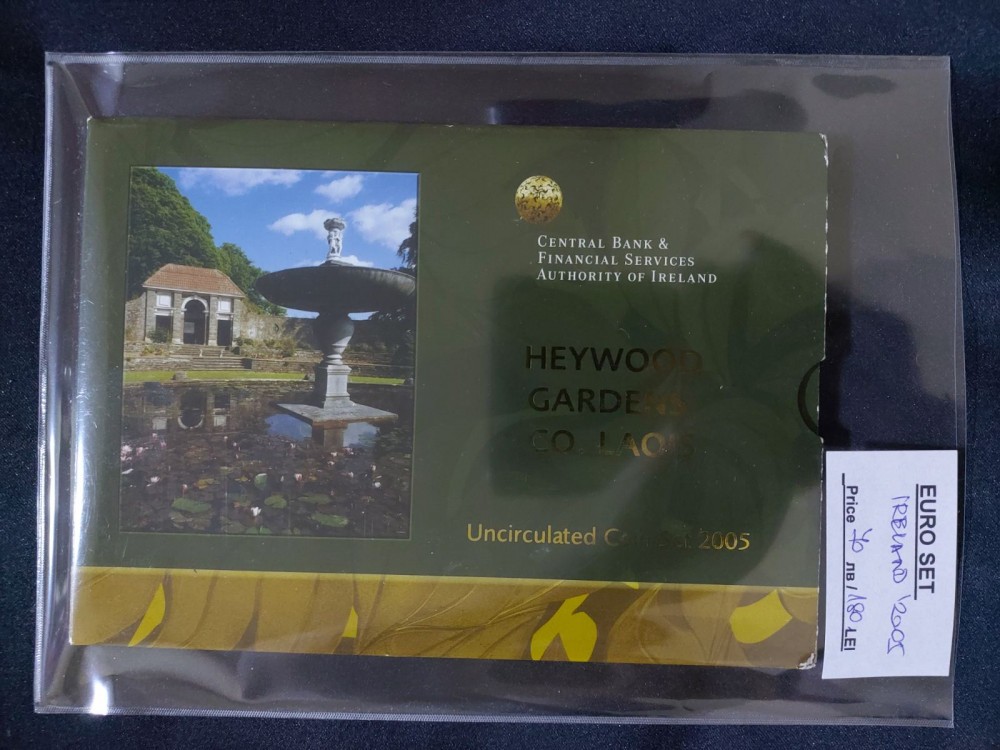 CENTRAL BANK &
FINANCIAL SERVICES
AUTHORITY OF IRELAND
HEYWOOD
GARDENS
CO. LAOIS
Uncirculated Coin Set 2005
EURO SET
IRELAND '2005
Price 40 лв / 180 LEI